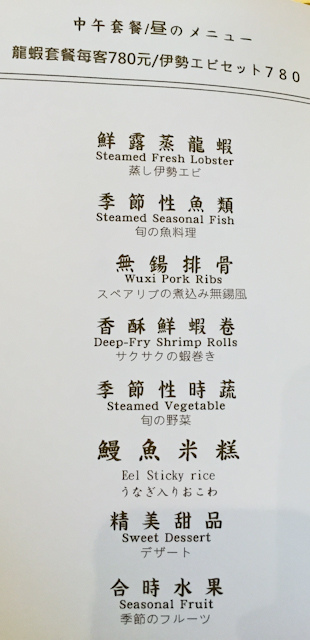 中午套餐/昼のメニュー
龍蝦套餐每客780元/伊勢エビセット780
鮮露蒸龍蝦
Steamed Fresh Lobster
蒸し伊勢エビ
季節性魚類
Steamed Seasonal Fish
旬の魚料理
無錫排骨
Wuxi Pork Ribs
スペアリブの煮込み無錫風
香酥鮮蝦卷
Deep-Fry Shrimp Rolls
サクサクの蝦巻き
季節性時蔬
Steamed Vegetable
旬の野菜
鰻魚米糕
Eel Sticky rice
うなぎ入りおこわ
精美甜品
Sweet Dessert
デザート
合時水果
Seasonal Fruit
季節のフルーツ